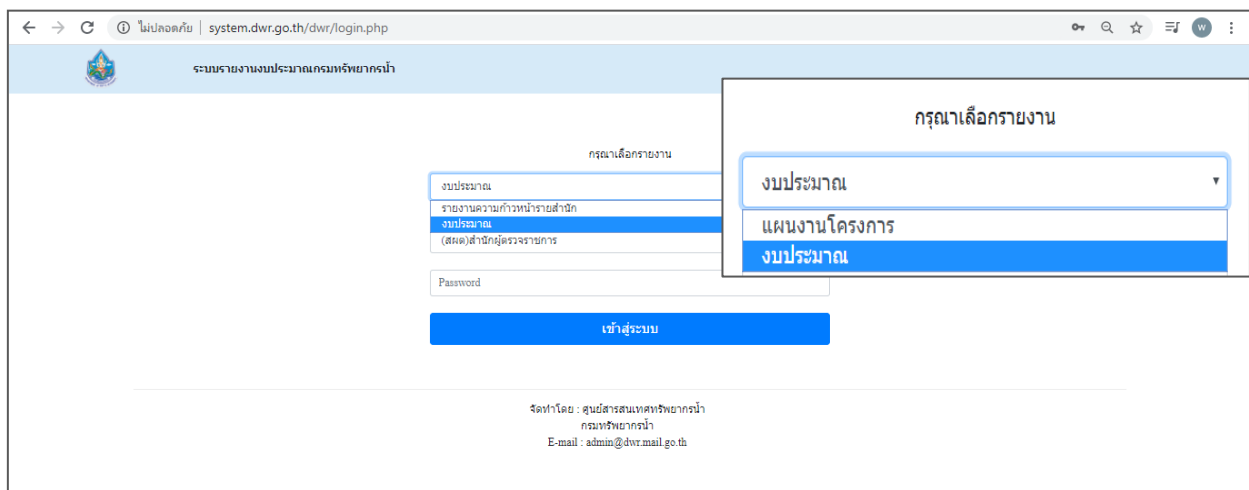 ไม่ปลอดภัย | system.dwr.go.th/dwr/login.php
W
ระบบรายงานงบประมาณกรมทรัพยากรน้ำ
กรุณาเลือกรายงาน
งบประมาณ
รายงานความก้าวหน้ารายสำนัก
งบประมาณ
(สผต)สำนักผู้ตรวจราชการ
Password
เข้าสู่ระบบ
กรุณาเลือกรายงาน
งบประมาณ
แผนงานโครงการ
งบประมาณ
จัดทำโดย : ศูนย์สารสนเทศทรัพยากรน้ำ
กรมทรัพยากรน้ำ
E-mail : admin@dwr.mail.go.th